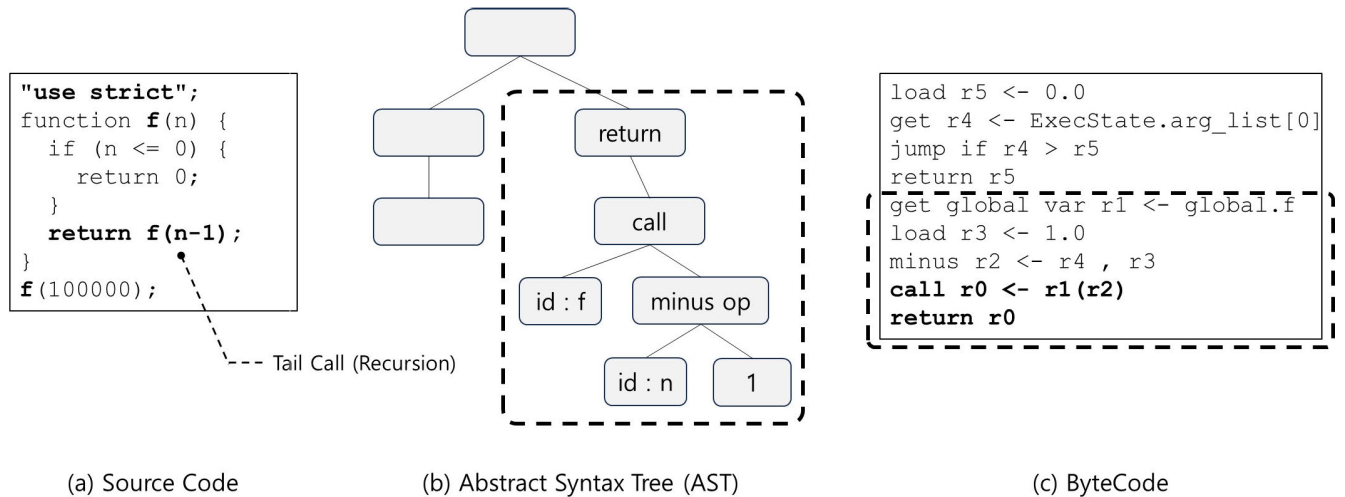 "use strict";
function f(n) {
if (n <= 0) {
return 0;
}
return f(n-1);
}
f(100000);
Tail Call (Recursion)
(a) Source Code
return
call
id : f
minus op
id : n
1
(b) Abstract Syntax Tree (AST)
load r5 <- 0.0
get r4 <- ExecState.arg_list[0]
jump if r4 > r5
return r5
get global var r1 <- global.f
load r3 <- 1.0
minus r2 <- r4 , r3
call r0 <- r1(r2)
return r0
(c) ByteCode